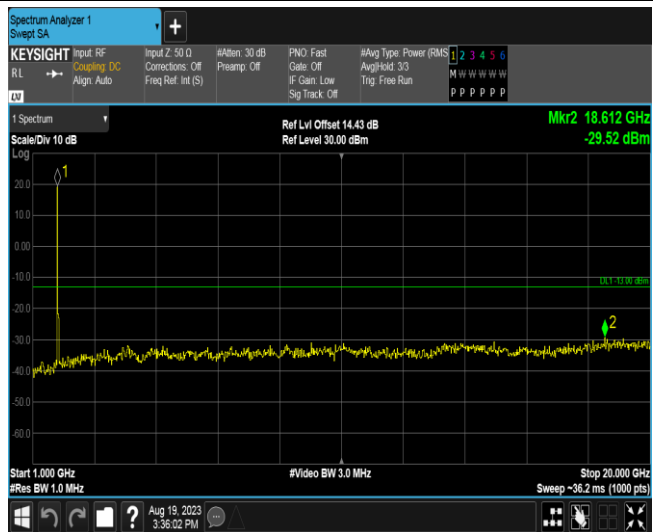 Spectrum Analyzer 1
Swept SA
+
KEYSIGHT
RL
LXI
Input: RF
Coupling: DC
Align: Auto
Input Z: 50 Ω
Corrections: Off
Freq Ref: Int (S)
#Atten: 30 dB
Preamp: Off
PNO: Fast
Gate: Off
IF Gain: Low
Sig Track: Off
#Avg Type: Power (RMS
Avg|Hold: 3/3
Trig: Free Run
1 2 3 4 5 6
M W W W W W
P P P P P P
1 Spectrum
Scale/Div 10 dB
Log
Ref Lvl Offset 14.43 dB
Ref Level 30.00 dBm
Mkr2 18.612 GHz
-29.52 dBm
1
20.0
10.0
0.00
-10.0
DL1 -13.00 dBm
-20.0
2
-30.0
-40.0
-50.0
-60.0
Start 1.000 GHz
#Res BW 1.0 MHz
#Video BW 3.0 MHz
Stop 20.000 GHz
Sweep ~36.2 ms (1000 pts)
?
Aug 19, 2023
3:36:02 PM